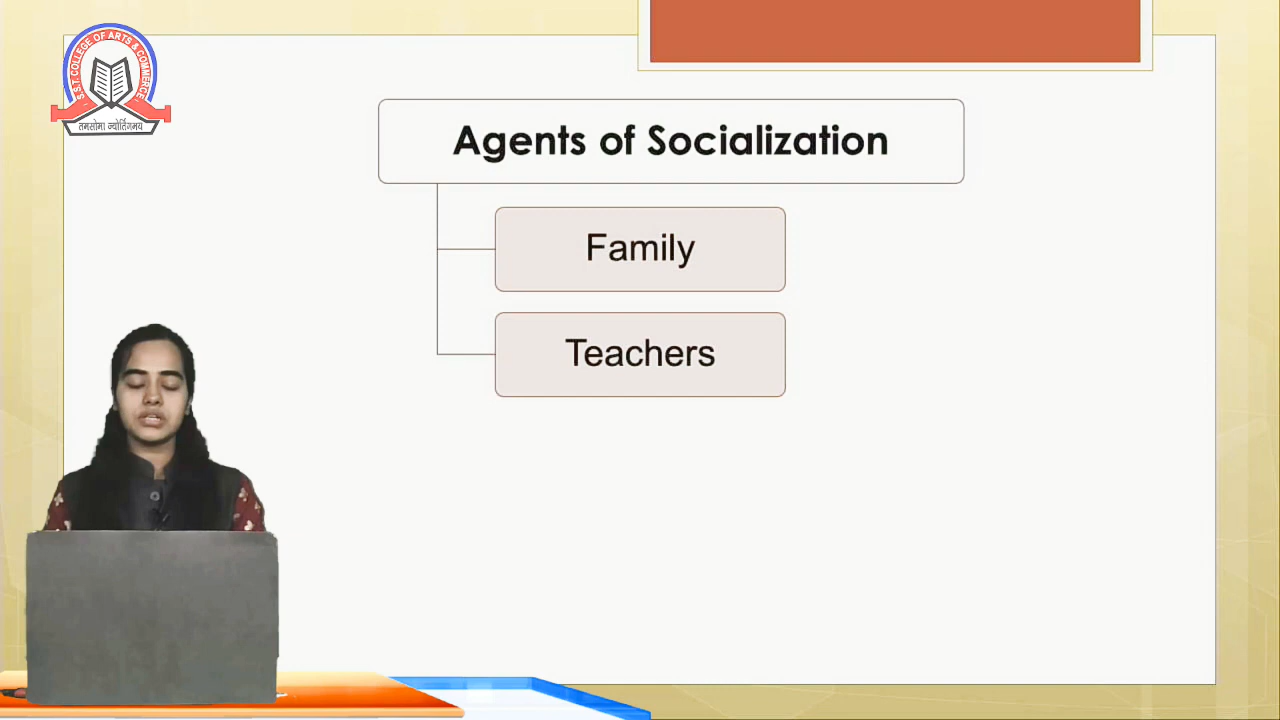 S.S.T. COLLEGE OF ARTS & COMMERCE
तमसोमा ज्योर्तिगमय
Agents of Socialization
Family
Teachers